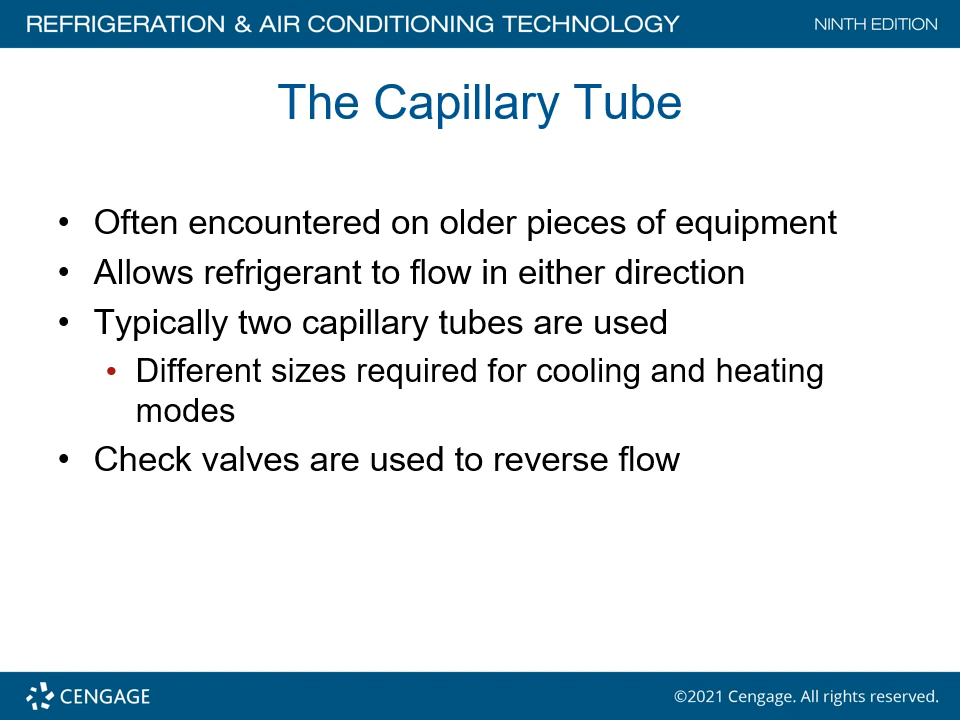 REFRIGERATION & AIR CONDITIONING TECHNOLOGY NINTH EDITION
The Capillary Tube
• Often encountered on older pieces of equipment
• Allows refrigerant to flow in either direction
• Typically two capillary tubes are used
• Different sizes required for cooling and heating
modes
• Check valves are used to reverse flow
CENGAGE ©2021 Cengage. All rights reserved.